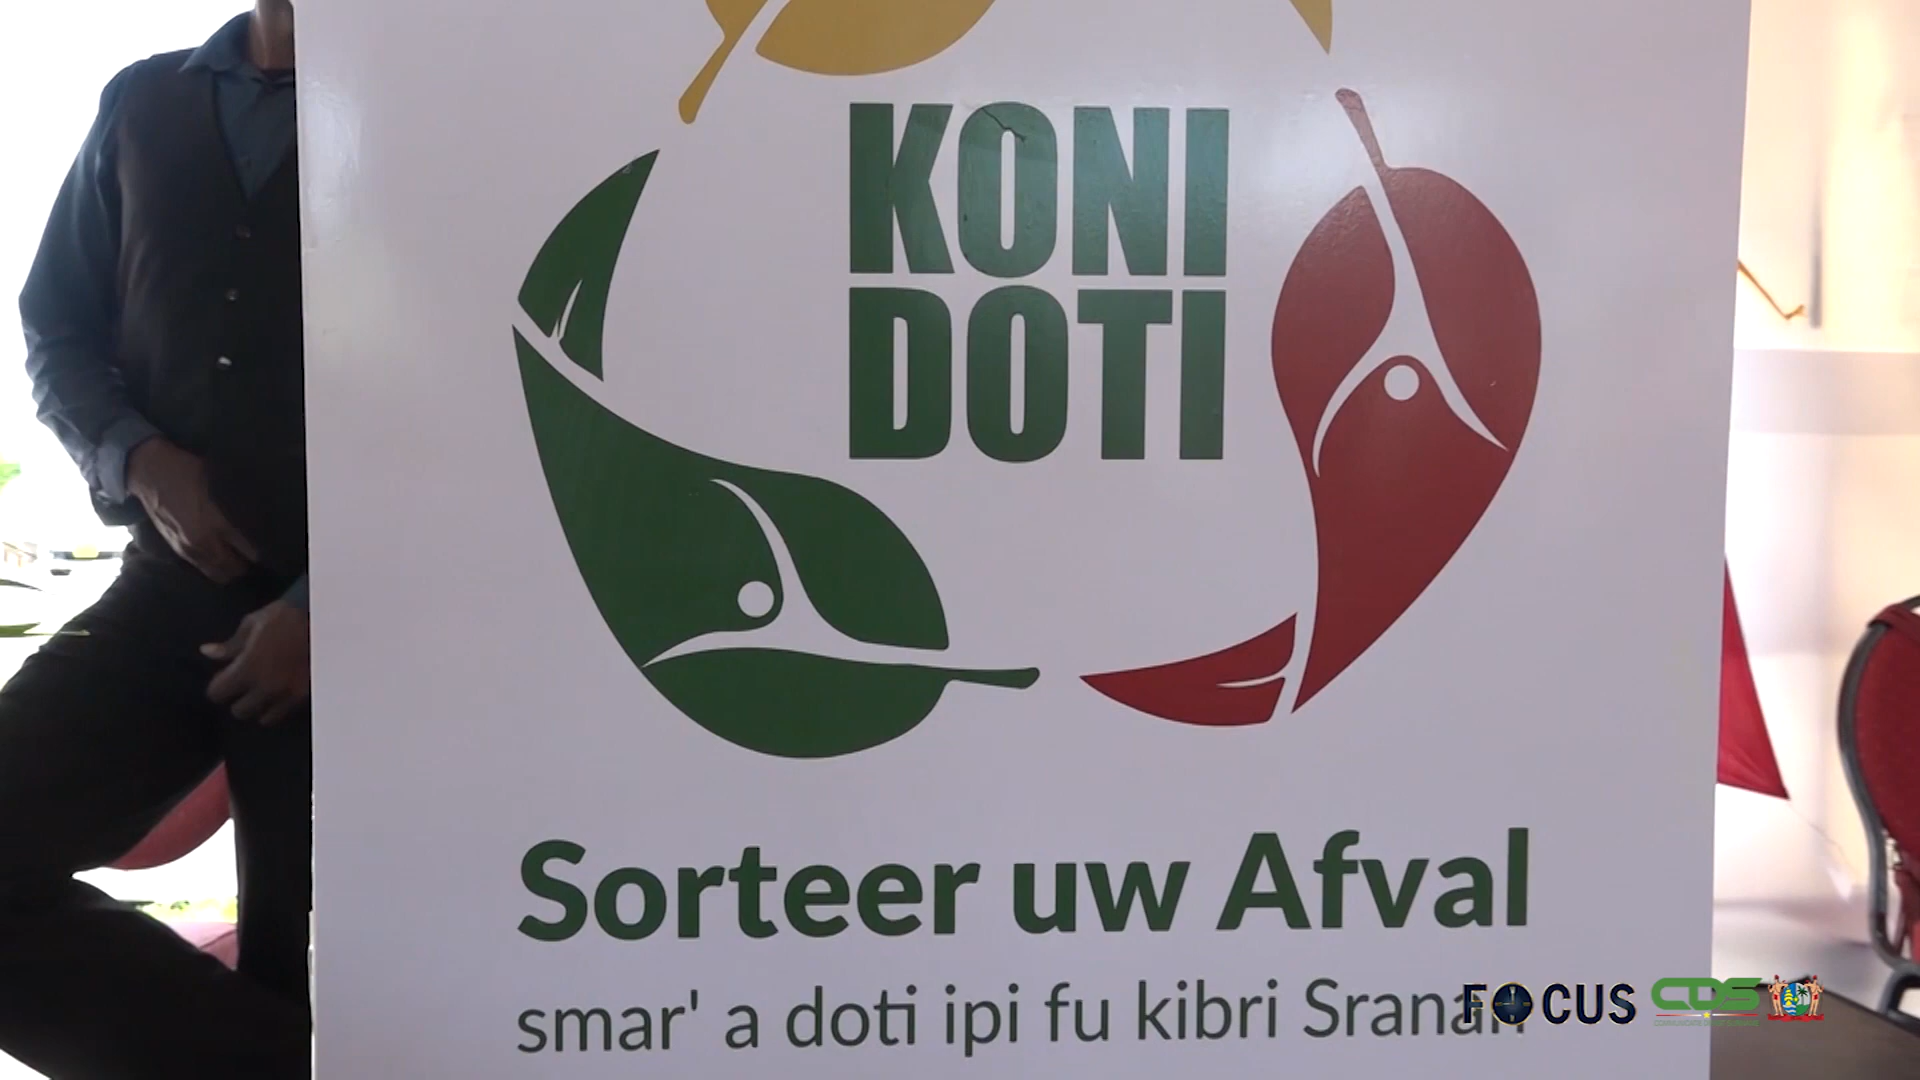 KONI
DOTI
Sorteer uw Afval
smar' a doti ipi fu kibri Sranan
FOCUS
CDS